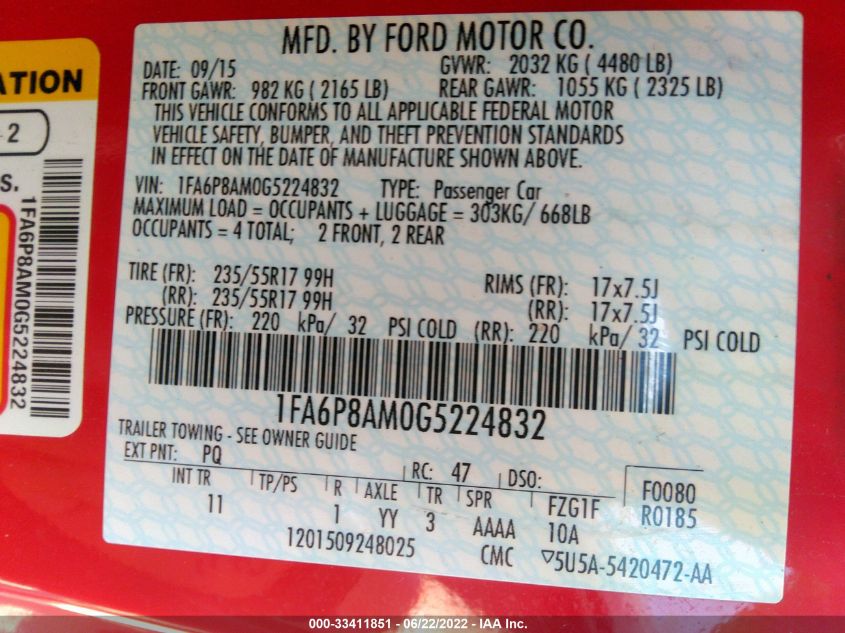 ATION
2
S.
1FA6P8AM0G5224832
MFD. BY FORD MOTOR CO.
DATE: 09/15 GVWR: 2032 KG ( 4480 LB)
FRONT GAWR: 982 KG ( 2165 LB) REAR GAWR: 1055 KG ( 2325 LB)
THIS VEHICLE CONFORMS TO ALL APPLICABLE FEDERAL MOTOR
VEHICLE SAFETY, BUMPER, AND THEFT PREVENTION STANDARDS
IN EFFECT ON THE DATE OF MANUFACTURE SHOWN ABOVE.
VIN: 1FA6P8AM0G5224832 TYPE: Passenger Car
MAXIMUM LOAD = OCCUPANTS + LUGGAGE = 303KG/ 668LB
OCCUPANTS = 4 TOTAL; 2 FRONT, 2 REAR
TIRE (FR): 235/55R17 99H RIMS (FR): 17x7.5J
(RR): 235/55R17 99H (RR): 17x7.5J
PRESSURE (FR): 220 kPa/ 32 PSI COLD (RR): 220 kPa/ 32 PSI COLD
1FA6P8AM0G5224832
TRAILER TOWING - SEE OWNER GUIDE
EXT PNT: PQ RC: 47 DSO: F0080
INT TR TP/PS R AXLE TR SPR FZG1F R0185
11 1 YY 3 AAAA 10A
1201509248025 CMC ▽5U5A-5420472-AA
000-33411851 - 06/22/2022 - IAA Inc.